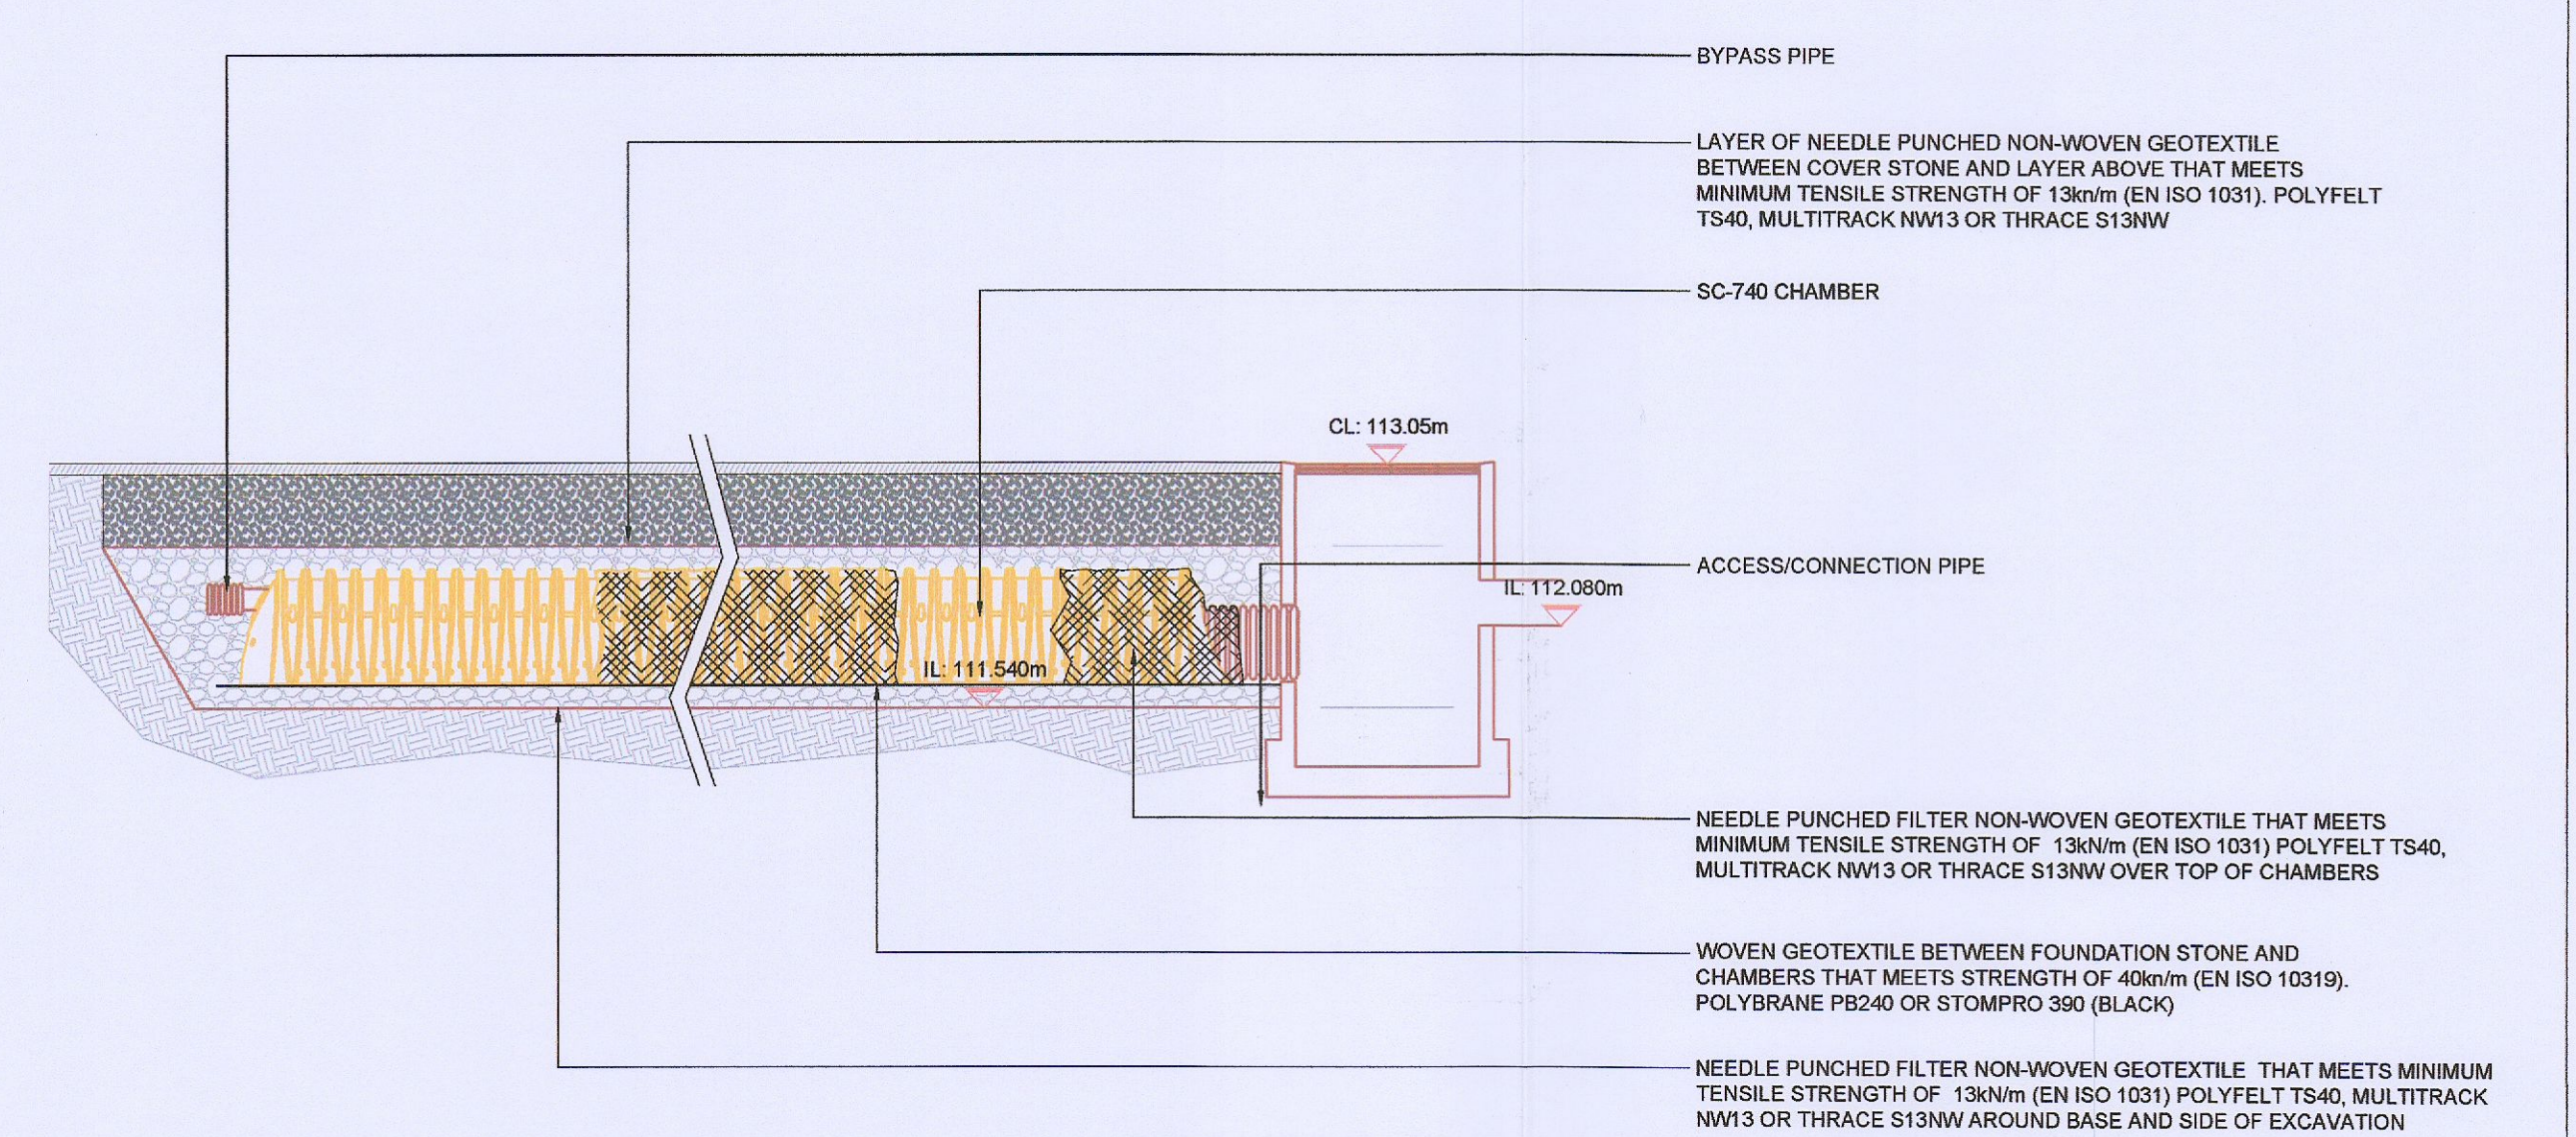 BYPASS PIPE
LAYER OF NEEDLE PUNCHED NON-WOVEN GEOTEXTILE
BETWEEN COVER STONE AND LAYER ABOVE THAT MEETS
MINIMUM TENSILE STRENGTH OF 13kn/m (EN ISO 1031). POLYFELT
TS40, MULTITRACK NW13 OR THRACE S13NW
SC-740 CHAMBER
CL: 113.05m
ACCESS/CONNECTION PIPE
IL: 112.080m
IL: 111.540m
NEEDLE PUNCHED FILTER NON-WOVEN GEOTEXTILE THAT MEETS
MINIMUM TENSILE STRENGTH OF 13kN/m (EN ISO 1031) POLYFELT TS40,
MULTITRACK NW13 OR THRACE S13NW OVER TOP OF CHAMBERS
WOVEN GEOTEXTILE BETWEEN FOUNDATION STONE AND
CHAMBERS THAT MEETS STRENGTH OF 40kn/m (EN ISO 10319).
POLYBRANE PB240 OR STOMPRO 390 (BLACK)
NEEDLE PUNCHED FILTER NON-WOVEN GEOTEXTILE THAT MEETS MINIMUM
TENSILE STRENGTH OF 13kN/m (EN ISO 1031) POLYFELT TS40, MULTITRACK
NW13 OR THRACE S13NW AROUND BASE AND SIDE OF EXCAVATION